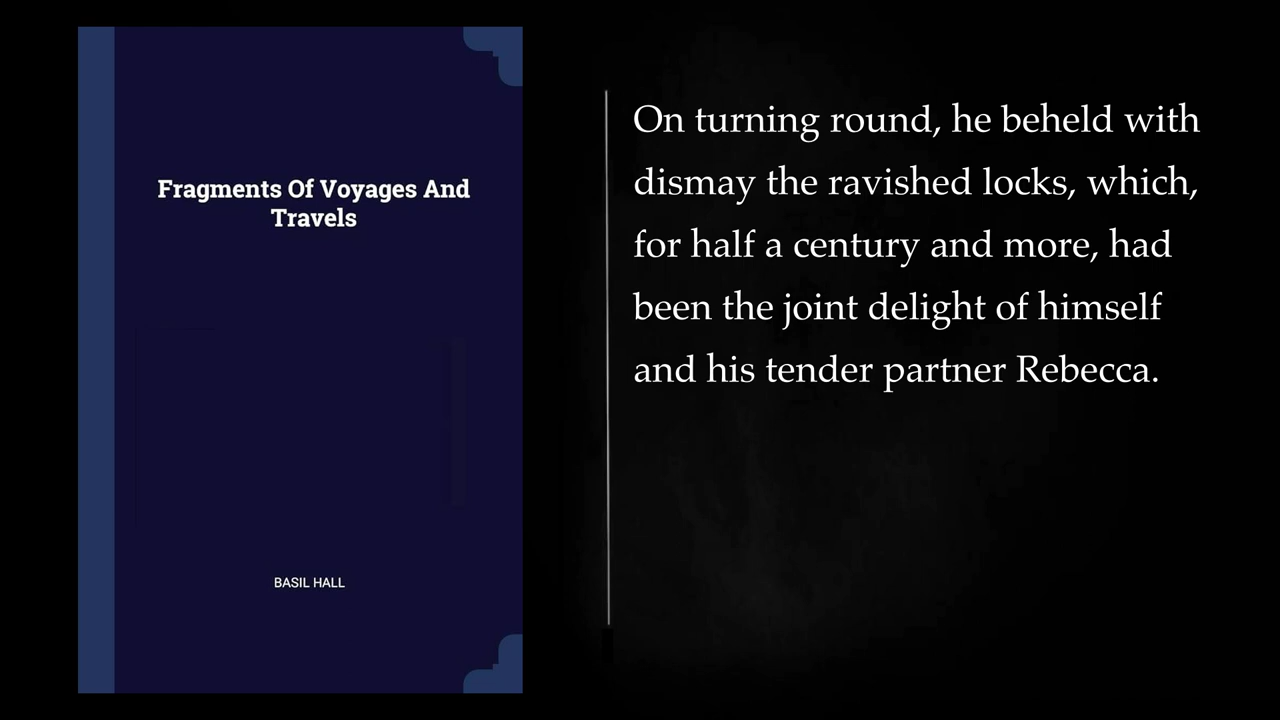 Fragments Of Voyages And
Travels
BASIL HALL
On turning round, he beheld with
dismay the ravished locks, which,
for half a century and more, had
been the joint delight of himself
and his tender partner Rebecca.